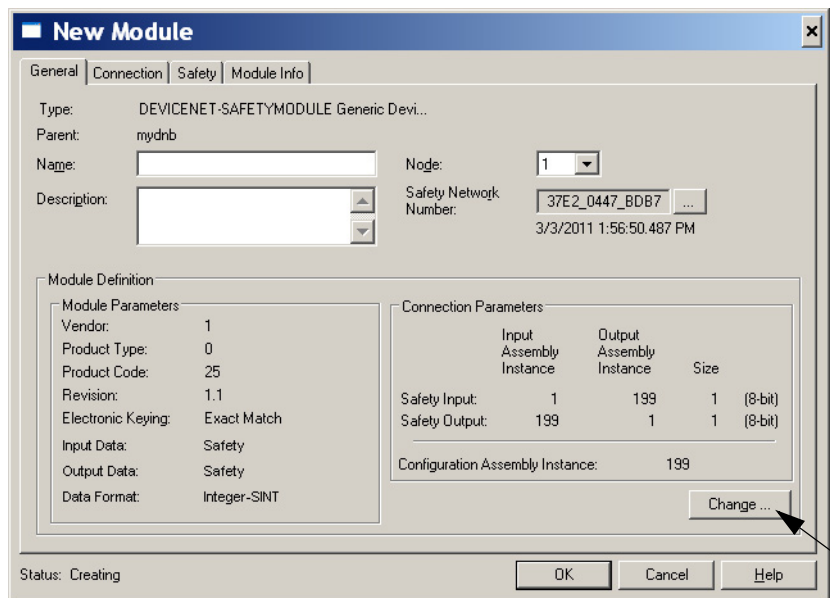 New Module
General Connection Safety Module Info
Type: DEVICENET-SAFETYMODULE Generic Devi...
Parent: mydnb
Name: Node: 1
Description: Safety Network Number: 37E2_0447_BDB7 ...
3/3/2011 1:56:50.487 PM
Module Definition
Module Parameters
Vendor: 1
Product Type: 0
Product Code: 25
Revision: 1.1
Electronic Keying: Exact Match
Input Data: Safety
Output Data: Safety
Data Format: Integer-SINT
Connection Parameters
Input Assembly Instance Output Assembly Instance Size
Safety Input: 1 199 1 (8-bit)
Safety Output: 199 1 1 (8-bit)
Configuration Assembly Instance: 199
Change ...
Status: Creating OK Cancel Help